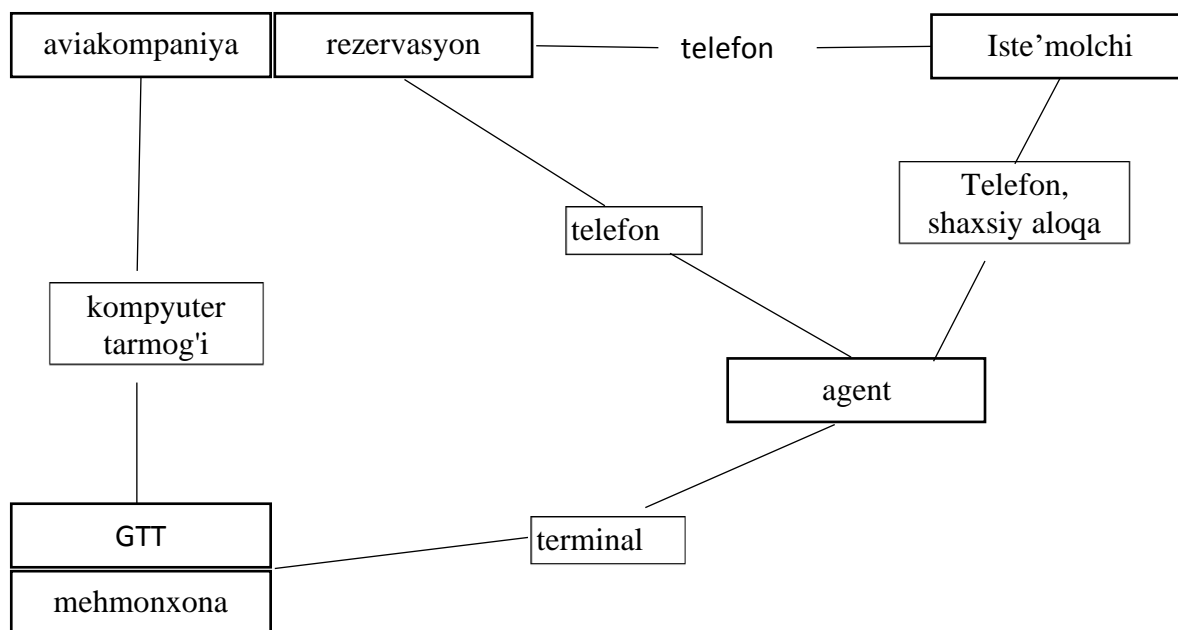 aviakompaniya
rezervasyon
telefon
Iste’molchi
Telefon,
shaxsiy aloqa
telefon
kompyuter
tarmog'i
agent
GTT
terminal
mehmonxona